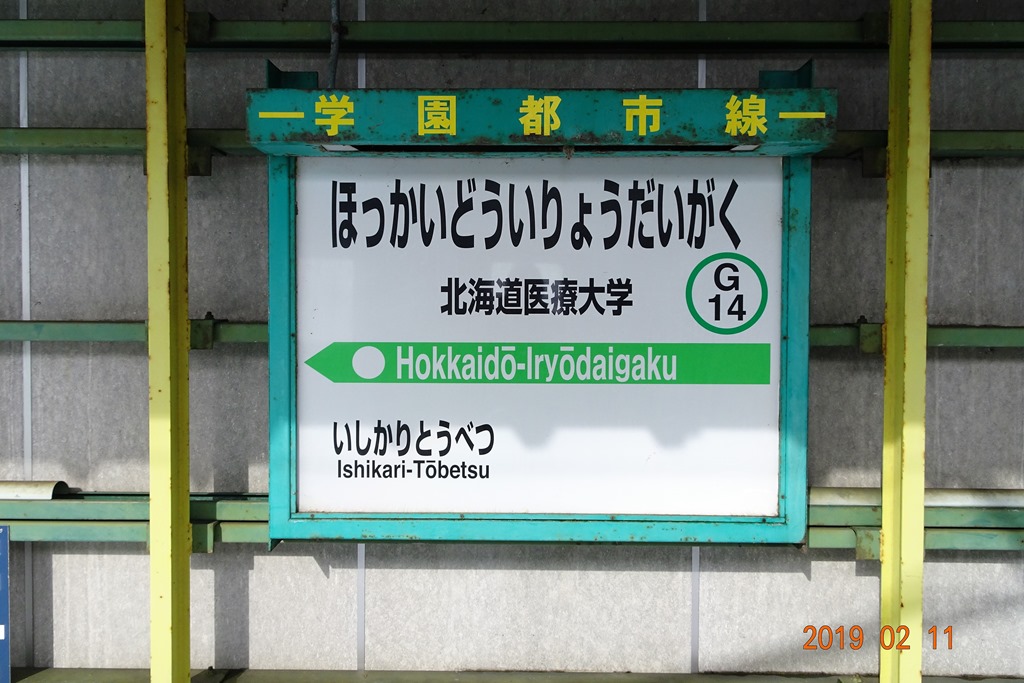 学園都市線
ほっかいどういりょうだいがく
北海道医療大学
G
14
Hokkaidō-Iryōdaigaku
いしかりとうべつ
Ishikari-Tōbetsu
2019 02 11